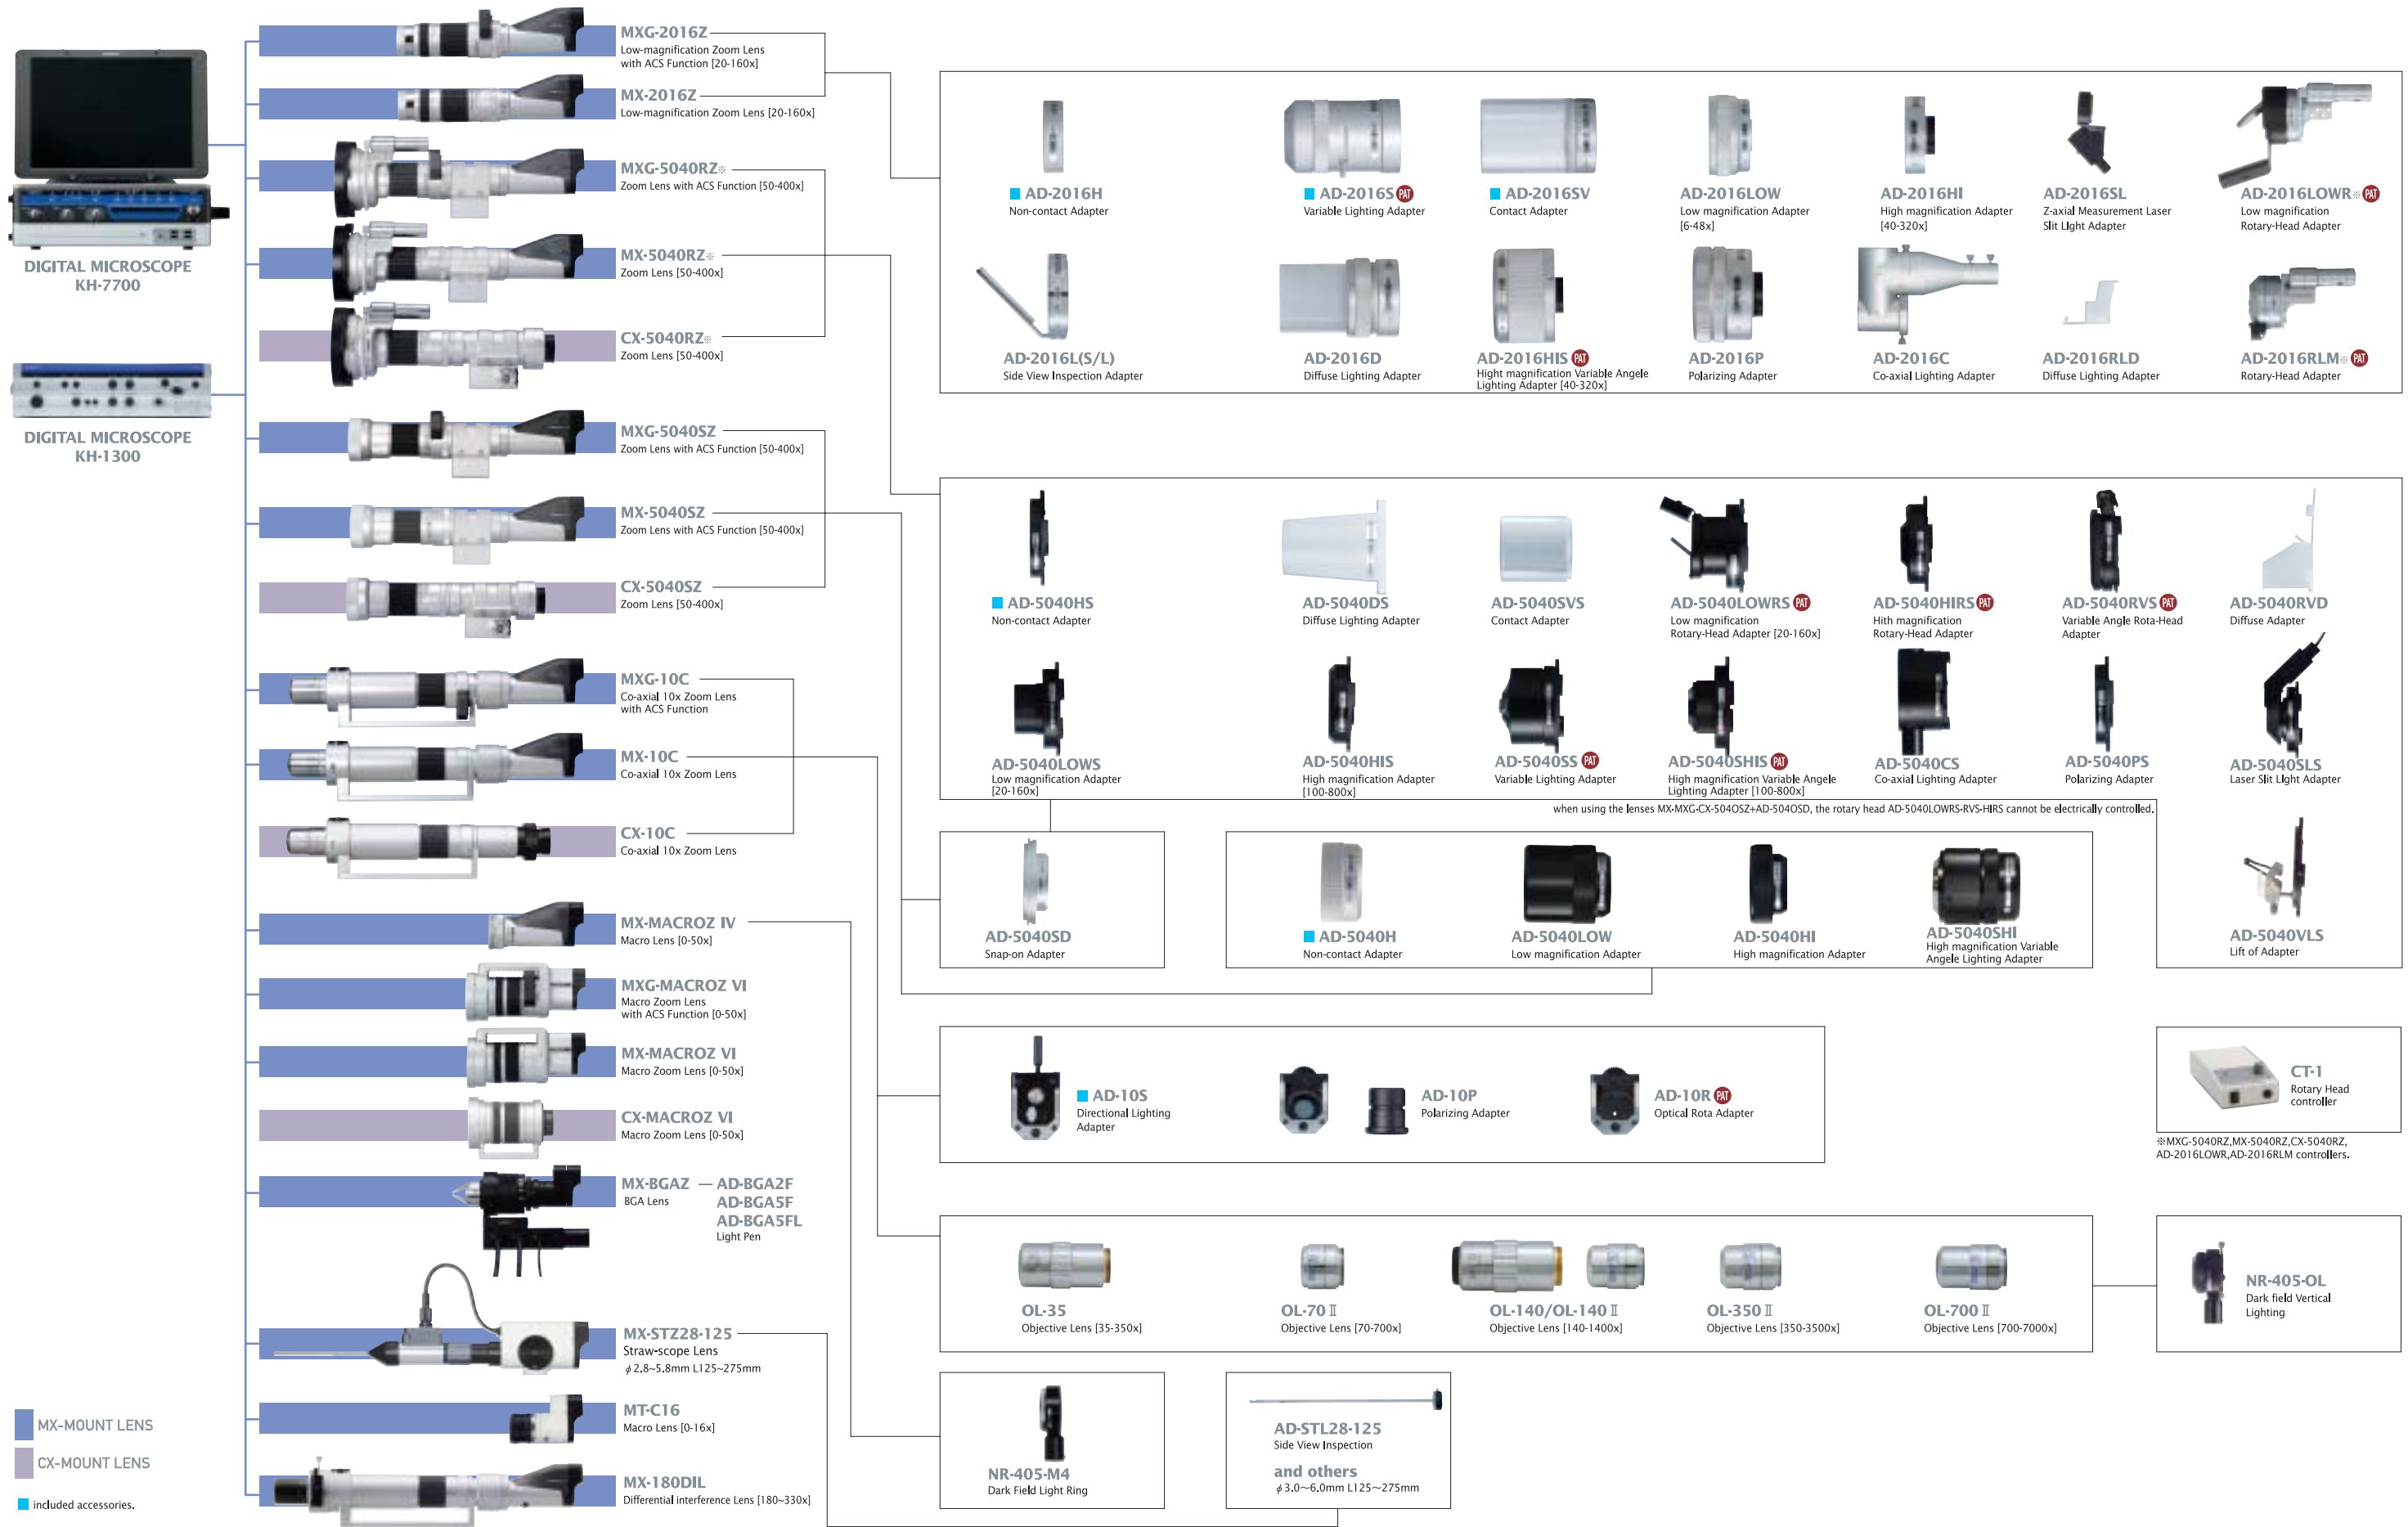 DIGITAL MICROSCOPE
KH-7700
DIGITAL MICROSCOPE
KH-1300
MX-MOUNT LENS
CX-MOUNT LENS
included accessories.
MXG-2016Z
Low-magnification Zoom Lens
with ACS Function [20-160x]
MX-2016Z
Low-magnification Zoom Lens [20-160x]
MXG-5040RZ※
Zoom Lens with ACS Function [50-400x]
MX-5040RZ※
Zoom Lens [50-400x]
CX-5040RZ※
Zoom Lens [50-400x]
MXG-5040SZ
Zoom Lens with ACS Function [50-400x]
MX-5040SZ
Zoom Lens with ACS Function [50-400x]
CX-5040SZ
Zoom Lens [50-400x]
MXG-10C
Co-axial 10x Zoom Lens
with ACS Function
MX-10C
Co-axial 10x Zoom Lens
CX-10C
Co-axial 10x Zoom Lens
MX-MACROZ IV
Macro Lens [0-50x]
MXG-MACROZ VI
Macro Zoom Lens
with ACS Function [0-50x]
MX-MACROZ VI
Macro Zoom Lens [0-50x]
CX-MACROZ VI
Macro Zoom Lens [0-50x]
MX-BGAZ
BGA Lens
AD-BGA2F
AD-BGA5F
AD-BGA5FL
Light Pen
MX-STZ28-125
Straw-scope Lens
φ2.8~5.8mm L125~275mm
MT-C16
Macro Lens [0-16x]
MX-180DIL
Differential interference Lens [180~330x]
AD-2016H
Non-contact Adapter
AD-2016S PAT
Variable Lighting Adapter
AD-2016SV
Contact Adapter
AD-2016LOW
Low magnification Adapter
[6-48x]
AD-2016HI
High magnification Adapter
[40-320x]
AD-2016SL
Z-axial Measurement Laser
Slit Light Adapter
AD-2016LOWR※ PAT
Low magnification
Rotary-Head Adapter
AD-2016L(S/L)
Side View Inspection Adapter
AD-2016D
Diffuse Lighting Adapter
AD-2016HIS PAT
Hight magnification Variable Angele
Lighting Adapter [40-320x]
AD-2016P
Polarizing Adapter
AD-2016C
Co-axial Lighting Adapter
AD-2016RLD
Diffuse Lighting Adapter
AD-2016RLM※ PAT
Rotary-Head Adapter
AD-5040HS
Non-contact Adapter
AD-5040DS
Diffuse Lighting Adapter
AD-5040SVS
Contact Adapter
AD-5040LOWRS PAT
Low magnification
Rotary-Head Adapter [20-160x]
AD-5040HIRS PAT
Hith magnification
Rotary-Head Adapter
AD-5040RVS PAT
Variable Angle Rota-Head
Adapter
AD-5040RVD
Diffuse Adapter
AD-5040LOWS
Low magnification Adapter
[20-160x]
AD-5040HIS
High magnification Adapter
[100-800x]
AD-5040SS PAT
Variable Lighting Adapter
AD-5040SHIS PAT
High magnification Variable Angele
Lighting Adapter [100-800x]
AD-5040CS
Co-axial Lighting Adapter
AD-5040PS
Polarizing Adapter
AD-5040SLS
Laser Slit Light Adapter
when using the lenses MX•MXG•CX-504OSZ+AD-504OSD, the rotary head AD-5040LOWRS•RVS•HIRS cannot be electrically controlled.
AD-5040SD
Snap-on Adapter
AD-5040H
Non-contact Adapter
AD-5040LOW
Low magnification Adapter
AD-5040HI
High magnification Adapter
AD-5040SHI
High magnification Variable
Angele Lighting Adapter
AD-5040VLS
Lift of Adapter
AD-10S
Directional Lighting
Adapter
AD-10P
Polarizing Adapter
AD-10R PAT
Optical Rota Adapter
CT-1
Rotary Head
controller
※MXG-5040RZ,MX-5040RZ,CX-5040RZ,
AD-2016LOWR,AD-2016RLM controllers.
OL-35
Objective Lens [35-350x]
OL-70Ⅱ
Objective Lens [70-700x]
OL-140/OL-140Ⅱ
Objective Lens [140-1400x]
OL-350Ⅱ
Objective Lens [350-3500x]
OL-700Ⅱ
Objective Lens [700-7000x]
NR-405-OL
Dark field Vertical
Lighting
NR-405-M4
Dark Field Light Ring
AD-STL28-125
Side View Inspection
and others
φ3.0~6.0mm L125~275mm